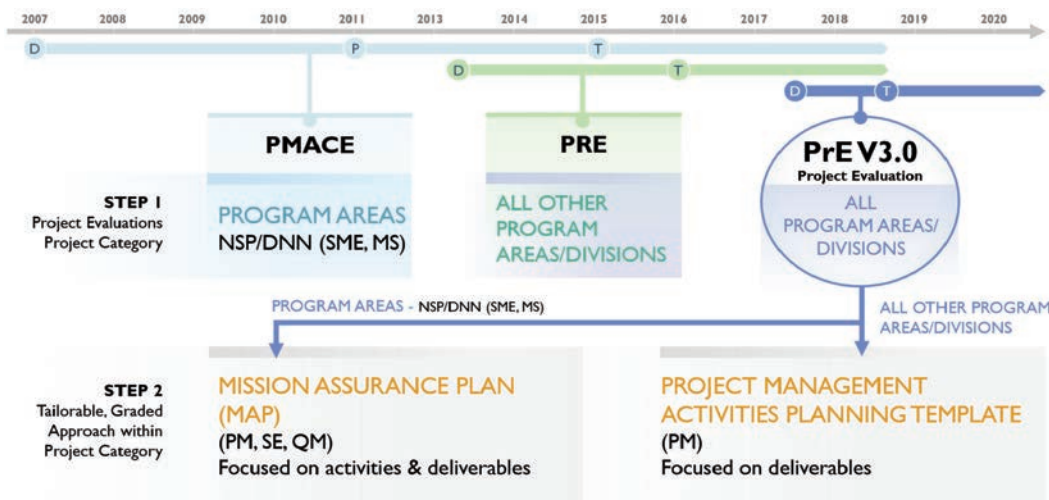 2007 2008 2009 2010 2011 2013 2014 2015 2016 2017 2018 2019 2020
D P T
D T
D T
PMACE
PRE
PrE V3.0
Project Evaluation
STEP 1
Project Evaluations
Project Category
PROGRAM AREAS
NSP/DNN (SME, MS)
ALL OTHER
PROGRAM
AREAS/DIVISIONS
ALL
PROGRAM AREAS/
DIVISIONS
PROGRAM AREAS - NSP/DNN (SME, MS)
ALL OTHER PROGRAM
AREAS/DIVISIONS
STEP 2
Tailorable, Graded
Approach within
Project Category
MISSION ASSURANCE PLAN
(MAP)
(PM, SE, QM)
Focused on activities & deliverables
PROJECT MANAGEMENT
ACTIVITIES PLANNING TEMPLATE
(PM)
Focused on deliverables